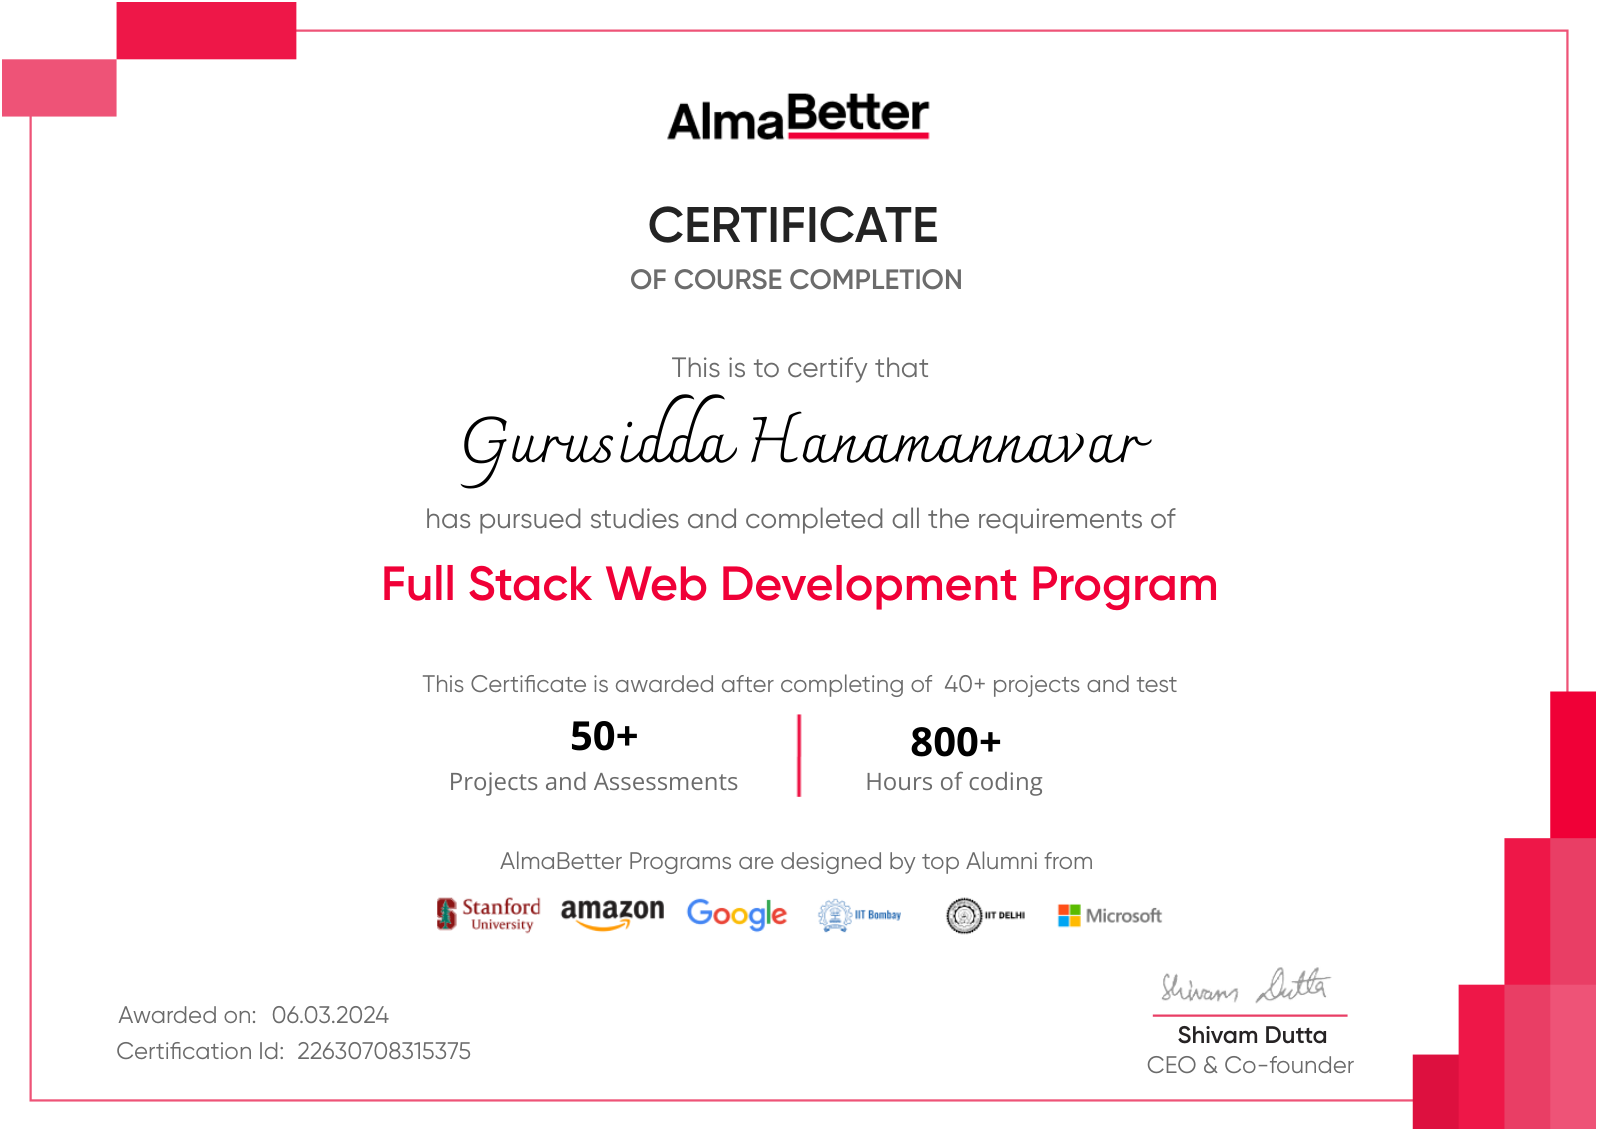 AlmaBetter
CERTIFICATE
OF COURSE COMPLETION
This is to certify that
Gurusidda Hanamannavar
has pursued studies and completed all the requirements of
Full Stack Web Development Program
This Certificate is awarded after completing of 40+ projects and test
50+
Projects and Assessments
800+
Hours of coding
AlmaBetter Programs are designed by top Alumni from
Stanford University
amazon
Google
IIT Bombay
IIT DELHI
Microsoft
Awarded on: 06.03.2024
Certification Id: 22630708315375
Shivam Dutta
Shivam Dutta
CEO & Co-founder